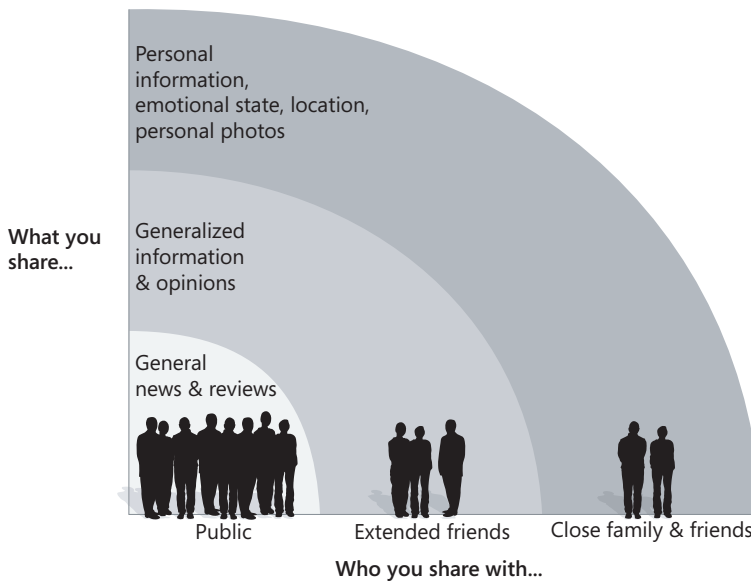 Personal
information,
emotional state, location,
personal photos
What you
share...
Generalized
information
& opinions
General
news & reviews
Public
Extended friends
Close family & friends
Who you share with...